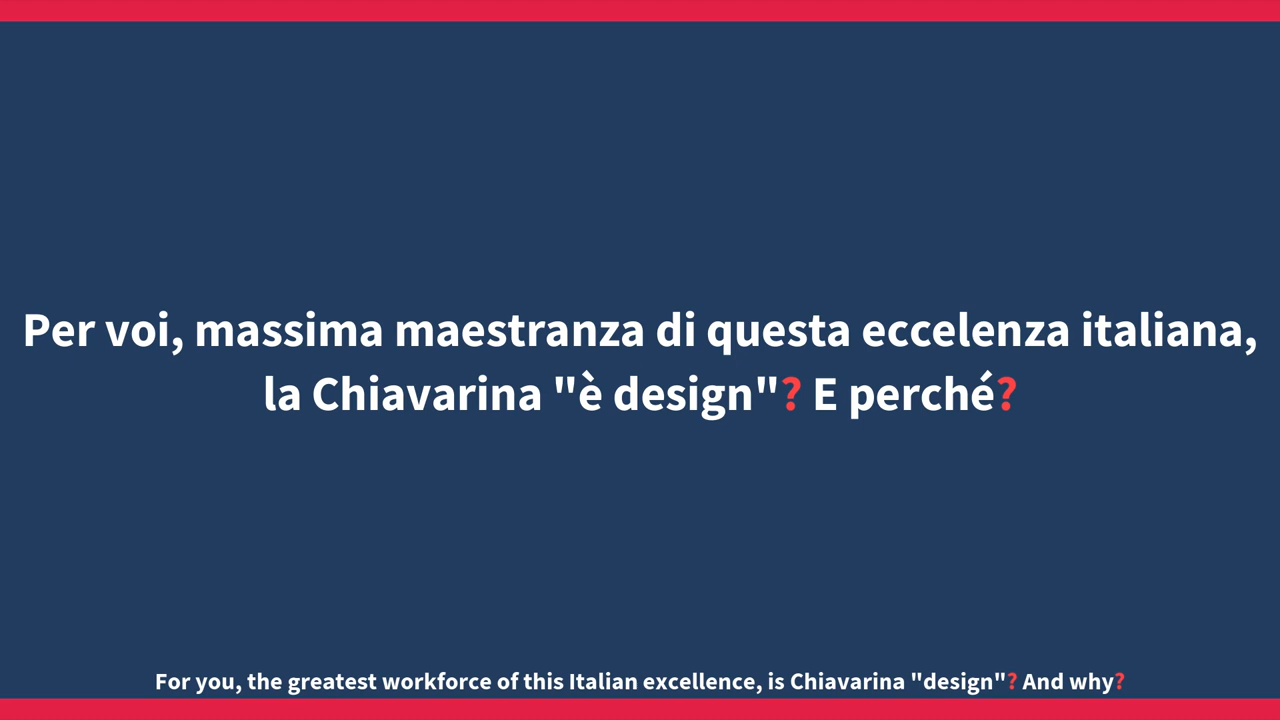 Per voi, massima maestranza di questa eccelenza italiana,
la Chiavarina "è design"? E perché?
For you, the greatest workforce of this Italian excellence, is Chiavarina "design"? And why?